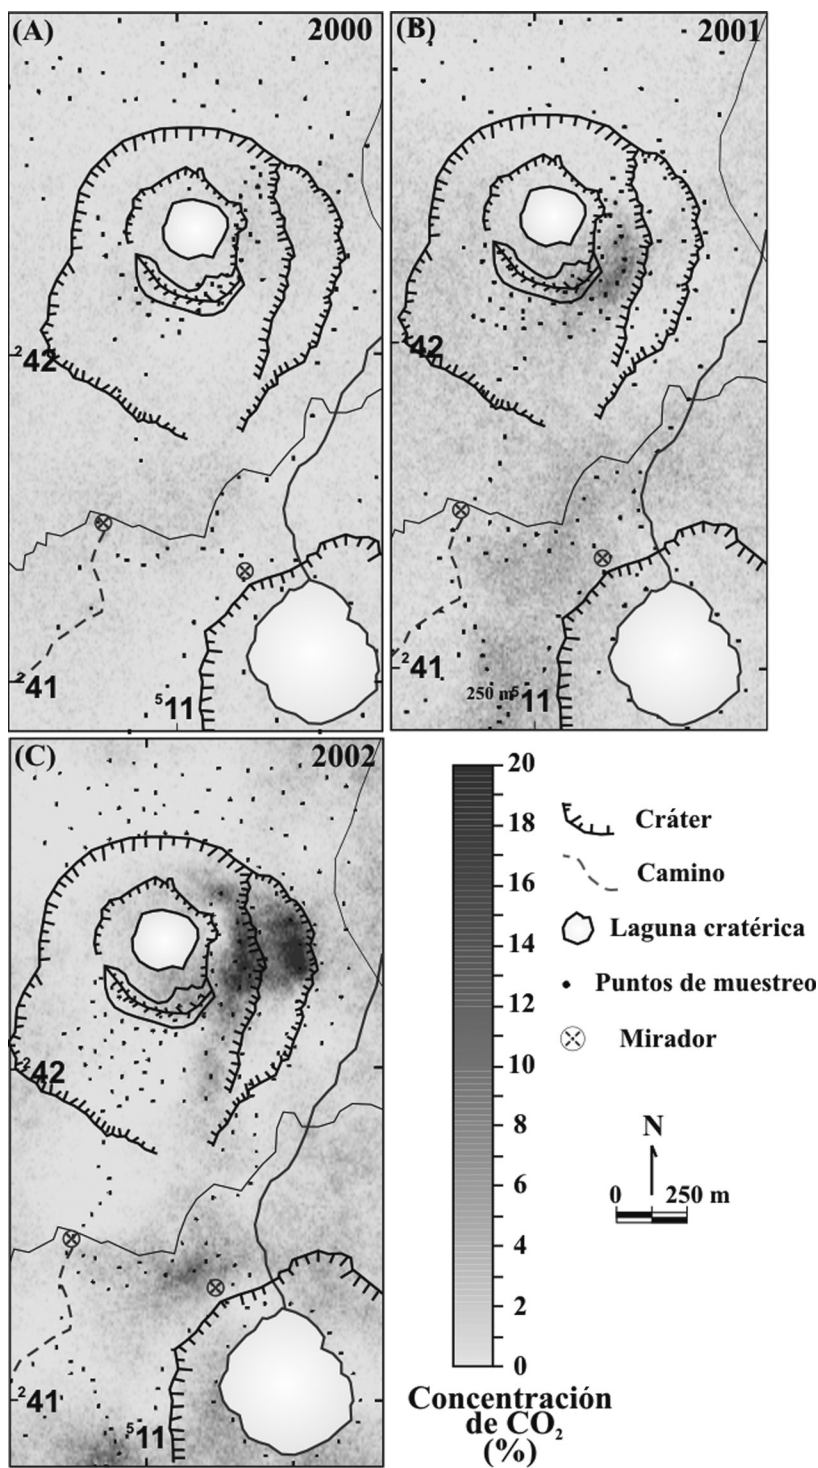 (A) 2000
²42
²41
⁵11
(B) 2001
²42
²41
250 m
⁵11
(C) 2002
²42
²41
⁵11
20
18
16
14
12
10
8
6
4
2
0
Concentración
de CO₂
(%)
Cráter
Camino
Laguna cratérica
Puntos de muestreo
Mirador
N
0 250 m